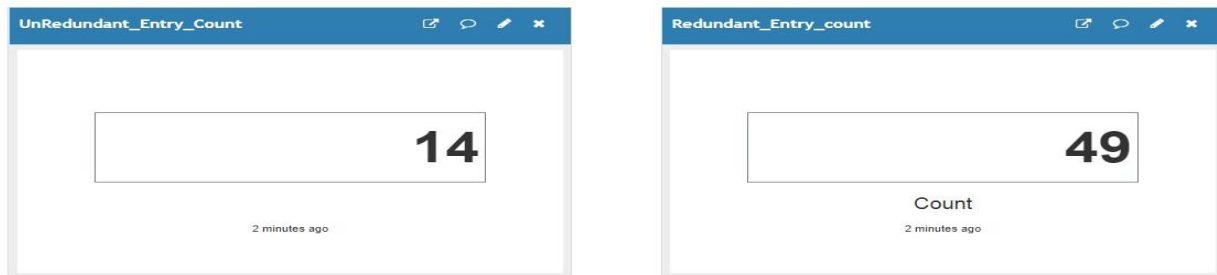 UnRedundant_Entry_Count
14
2 minutes ago
Redundant_Entry_count
49
Count
2 minutes ago